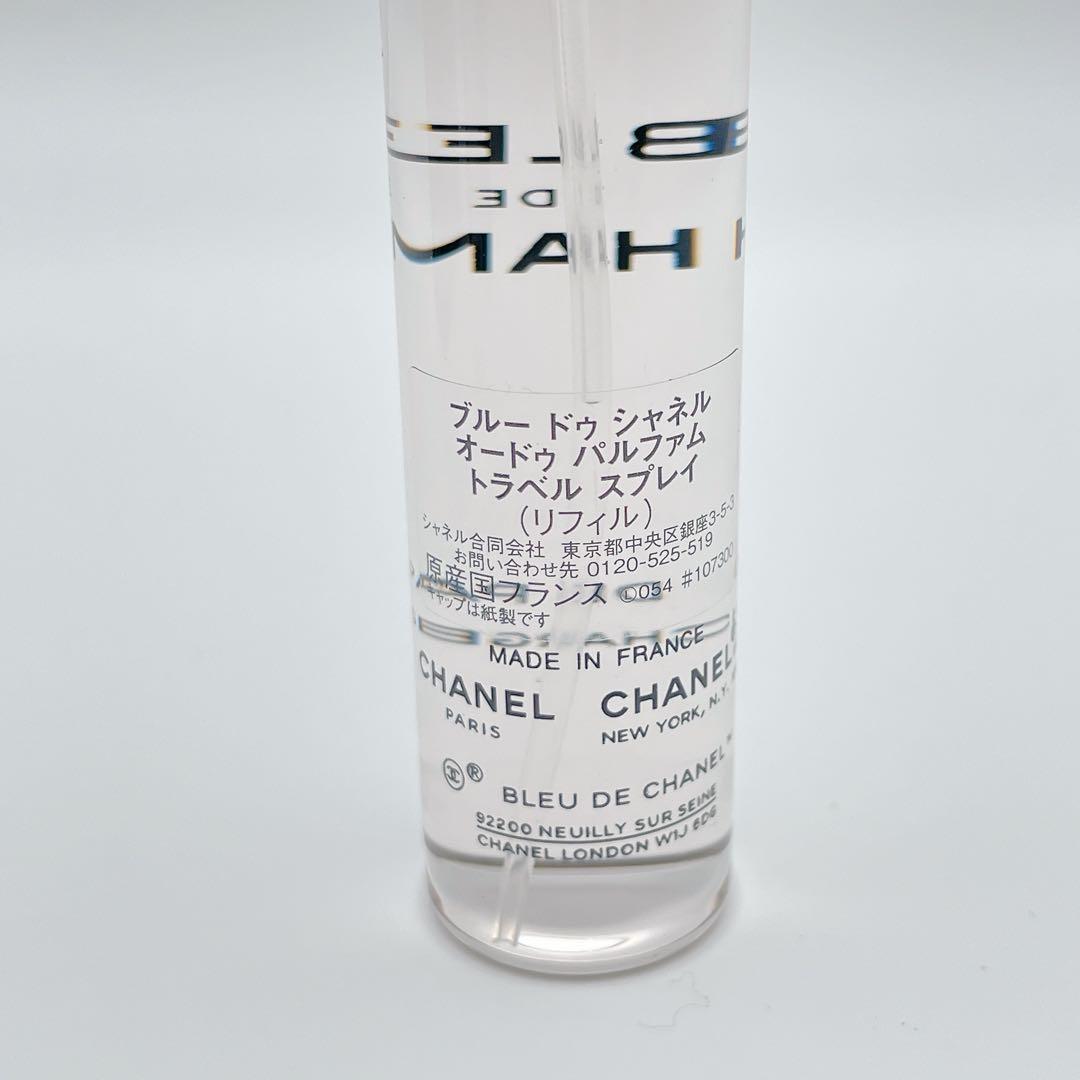 ブルー ドゥ シャネル
オードゥ パルファム
トラベル スプレイ
(リフィル)
シャネル合同会社 東京都中央区銀座3-5-3
お問い合わせ先 0120-525-519
原産国フランス Ⓛ054 #107300
キャップは紙製です
MADE IN FRANCE
CHANEL CHANEL
PARIS NEW YORK, N.Y.
® BLEU DE CHANEL
92200 NEUILLY SUR SEINE
CHANEL LONDON W1J 6DG